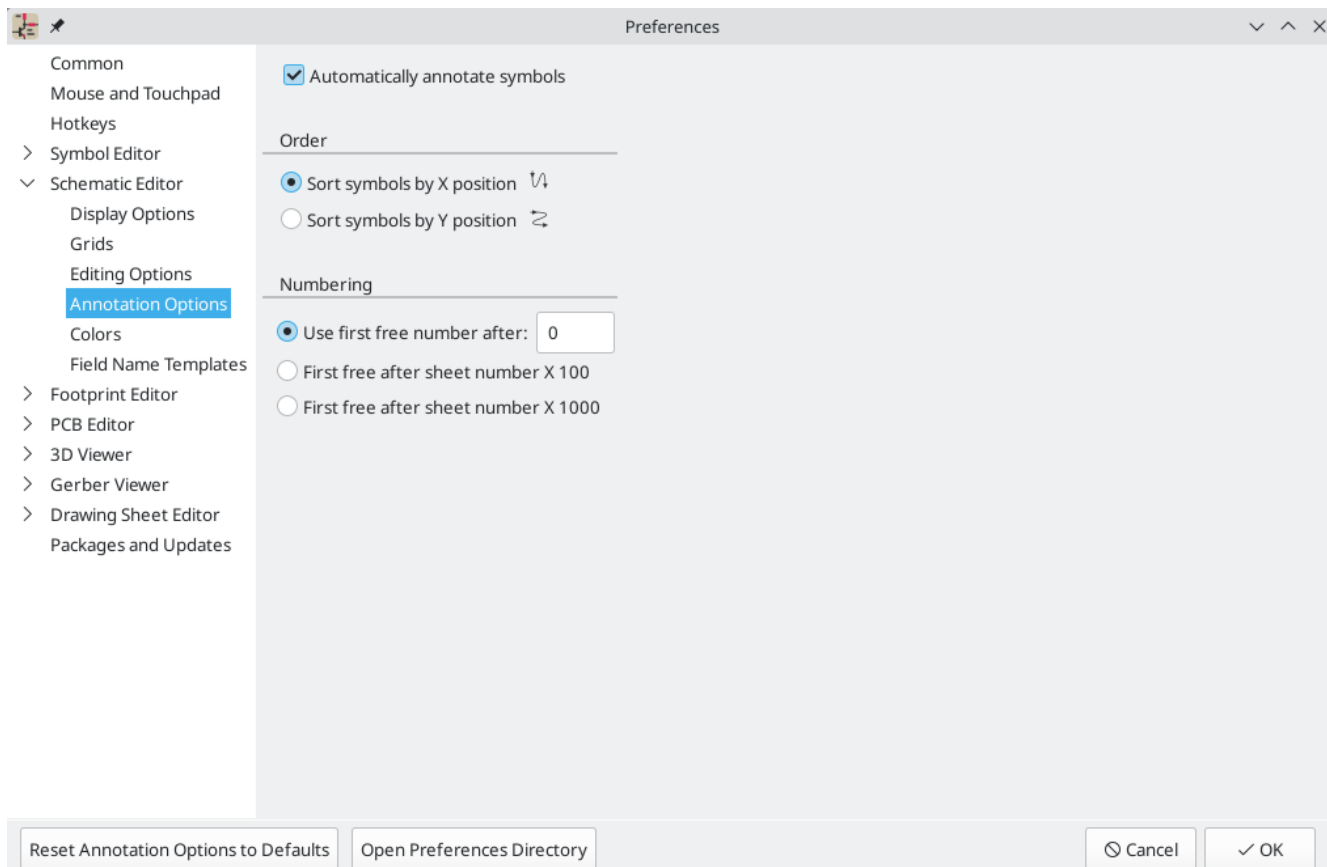 Preferences
Common
Mouse and Touchpad
Hotkeys
Symbol Editor
Schematic Editor
Display Options
Grids
Editing Options
Annotation Options
Colors
Field Name Templates
Footprint Editor
PCB Editor
3D Viewer
Gerber Viewer
Drawing Sheet Editor
Packages and Updates
Automatically annotate symbols
Order
Sort symbols by X position
Sort symbols by Y position
Numbering
Use first free number after: 0
First free after sheet number X 100
First free after sheet number X 1000
Reset Annotation Options to Defaults
Open Preferences Directory
Cancel
OK